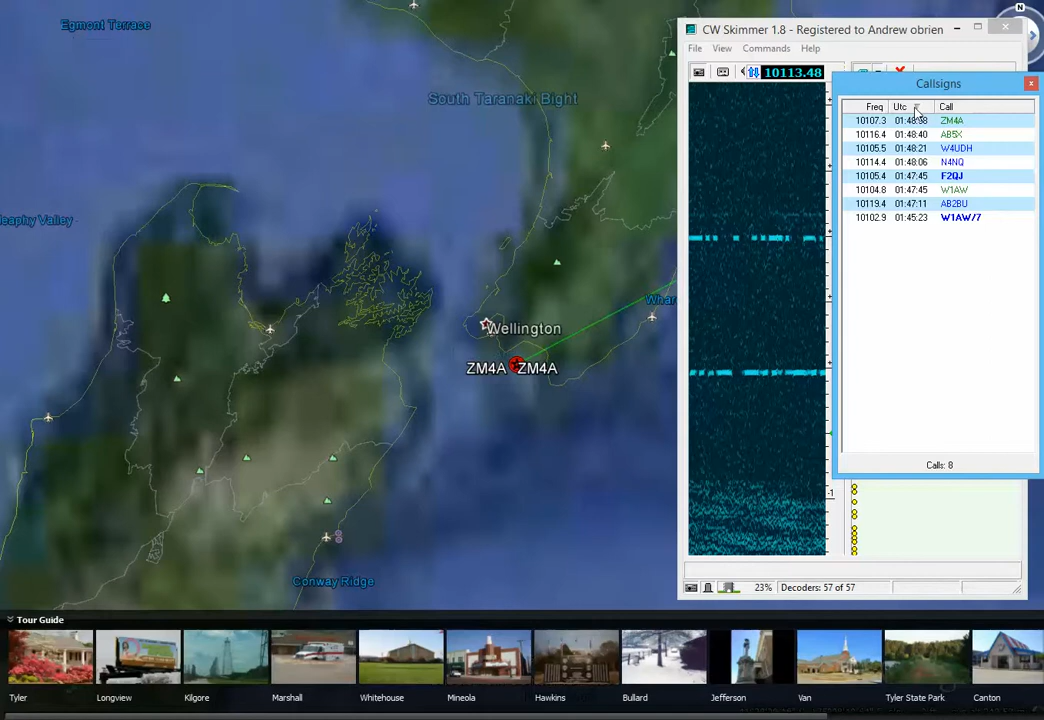 Egmont Terrace
South Taranaki Bight
Heaphy Valley
Wellington
ZM4A ZM4A
Conway Ridge
N
CW Skimmer 1.8 - Registered to Andrew obrien
File View Commands Help
10113.48
Callsigns
Freq Utc Call
10107.3 ZM4A
10116.4 01:48:40 AB5X
10105.5 01:48:21 W4UDH
10114.4 01:48:06 N4NQ
10105.4 01:47:45 F2QJ
10104.8 01:47:45 W1AW
10119.4 01:47:11 AB2BU
10102.9 01:45:23 W1AW/7
Calls: 8
-1
23% Decoders: 57 of 57
Tour Guide
Tyler Longview Kilgore Marshall Whitehouse Mineola Hawkins Bullard Jefferson Van Tyler State Park Canton